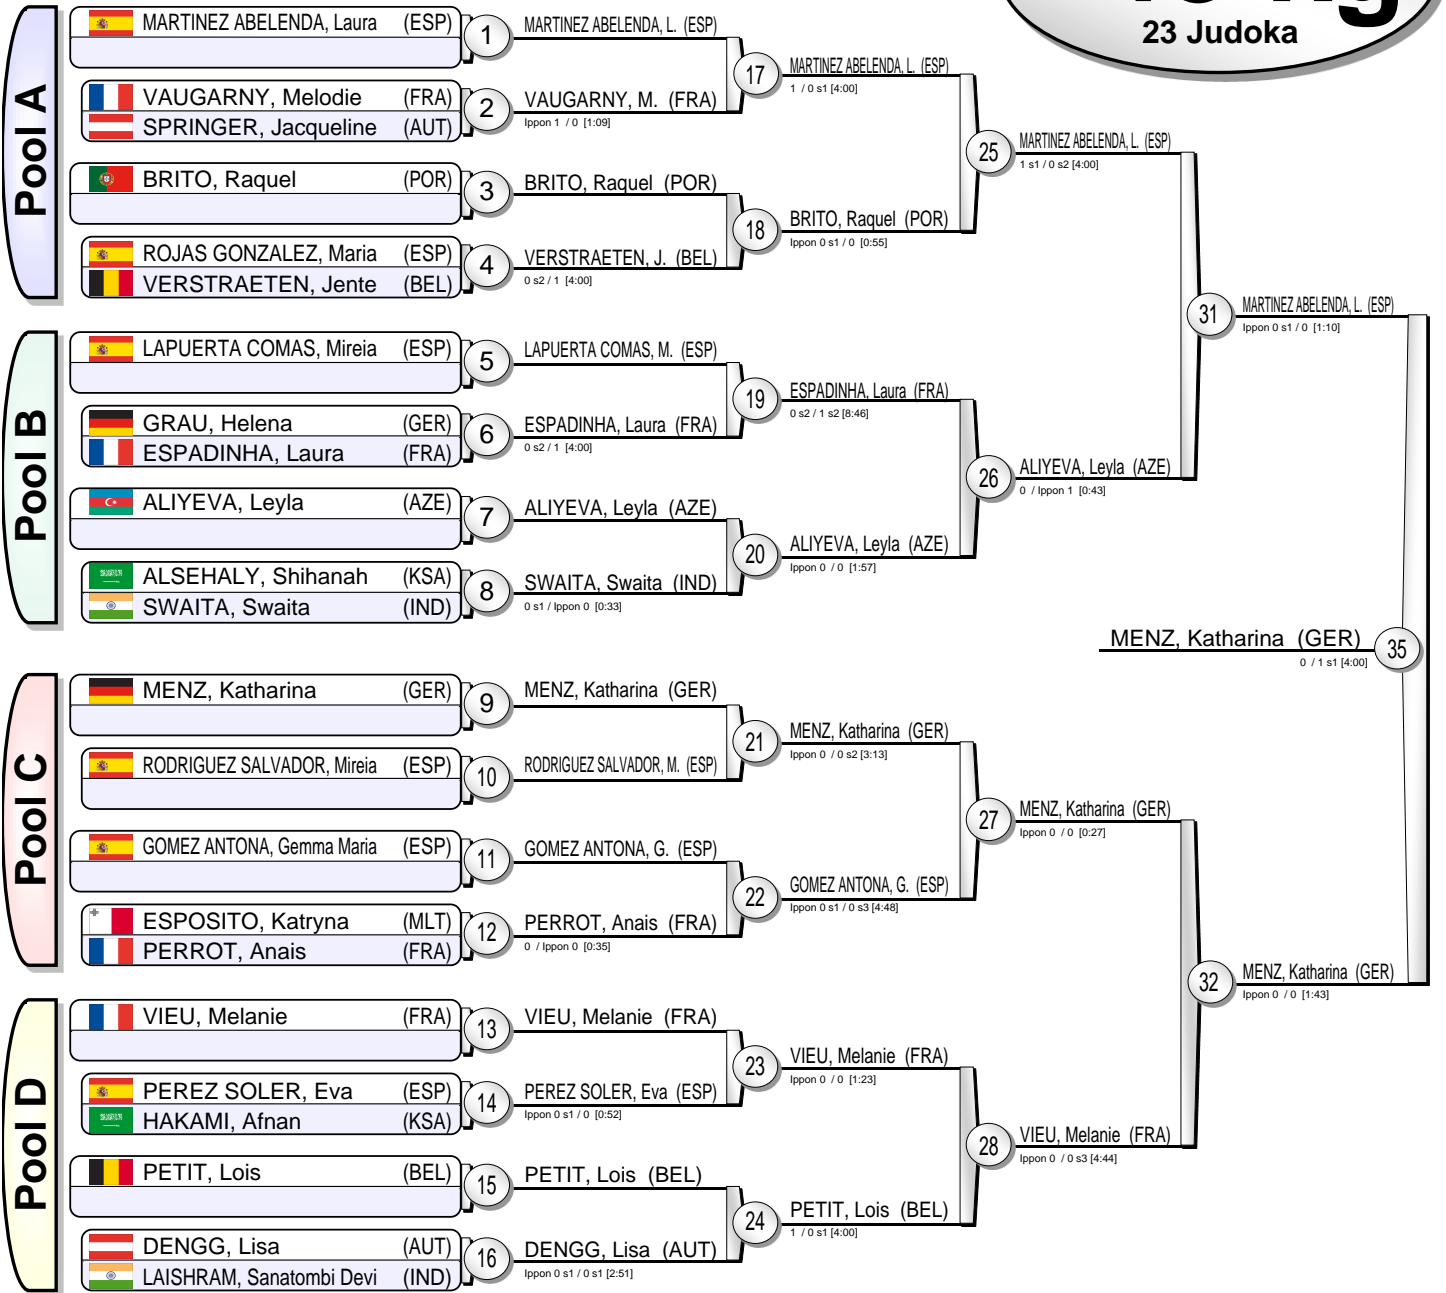 23 Judoka
Pool A
MARTINEZ ABELENDA, Laura (ESP)
1
VAUGARNY, Melodie (FRA)
SPRINGER, Jacqueline (AUT)
2
BRITO, Raquel (POR)
3
ROJAS GONZALEZ, Maria (ESP)
VERSTRAETEN, Jente (BEL)
4
Pool B
LAPUERTA COMAS, Mireia (ESP)
5
GRAU, Helena (GER)
ESPADINHA, Laura (FRA)
6
ALIYEVA, Leyla (AZE)
7
ALSEHALY, Shihanah (KSA)
SWAITA, Swaita (IND)
8
Pool C
MENZ, Katharina (GER)
9
RODRIGUEZ SALVADOR, Mireia (ESP)
10
GOMEZ ANTONA, Gemma Maria (ESP)
11
ESPOSITO, Katryna (MLT)
PERROT, Anais (FRA)
12
Pool D
VIEU, Melanie (FRA)
13
PEREZ SOLER, Eva (ESP)
HAKAMI, Afnan (KSA)
14
PETIT, Lois (BEL)
15
DENGG, Lisa (AUT)
LAISHRAM, Sanatombi Devi (IND)
16
MARTINEZ ABELENDA, L. (ESP)
VAUGARNY, M. (FRA)
Ippon 1 / 0 [1:09]
17
BRITO, Raquel (POR)
VERSTRAETEN, J. (BEL)
0 s2 / 1 [4:00]
18
LAPUERTA COMAS, M. (ESP)
ESPADINHA, Laura (FRA)
0 s2 / 1 [4:00]
19
ALIYEVA, Leyla (AZE)
SWAITA, Swaita (IND)
0 s1 / Ippon 0 [0:33]
20
MENZ, Katharina (GER)
RODRIGUEZ SALVADOR, M. (ESP)
21
GOMEZ ANTONA, G. (ESP)
PERROT, Anais (FRA)
0 / Ippon 0 [0:35]
22
VIEU, Melanie (FRA)
PEREZ SOLER, Eva (ESP)
Ippon 0 s1 / 0 [0:52]
23
PETIT, Lois (BEL)
DENGG, Lisa (AUT)
Ippon 0 s1 / 0 s1 [2:51]
24
MARTINEZ ABELENDA, L. (ESP)
1 / 0 s1 [4:00]
BRITO, Raquel (POR)
Ippon 0 s1 / 0 [0:55]
25
ESPADINHA, Laura (FRA)
0 s2 / 1 s2 [8:46]
ALIYEVA, Leyla (AZE)
Ippon 0 / 0 [1:57]
26
MENZ, Katharina (GER)
Ippon 0 / 0 s2 [3:13]
GOMEZ ANTONA, G. (ESP)
Ippon 0 s1 / 0 s3 [4:48]
27
VIEU, Melanie (FRA)
Ippon 0 / 0 [1:23]
PETIT, Lois (BEL)
1 / 0 s1 [4:00]
28
MARTINEZ ABELENDA, L. (ESP)
1 s1 / 0 s2 [4:00]
ALIYEVA, Leyla (AZE)
0 / Ippon 1 [0:43]
31
MENZ, Katharina (GER)
Ippon 0 / 0 [0:27]
VIEU, Melanie (FRA)
Ippon 0 / 0 s3 [4:44]
32
MARTINEZ ABELENDA, L. (ESP)
Ippon 0 s1 / 0 [1:10]
MENZ, Katharina (GER)
Ippon 0 / 0 [1:43]
35
MENZ, Katharina (GER)
0 / 1 s1 [4:00]